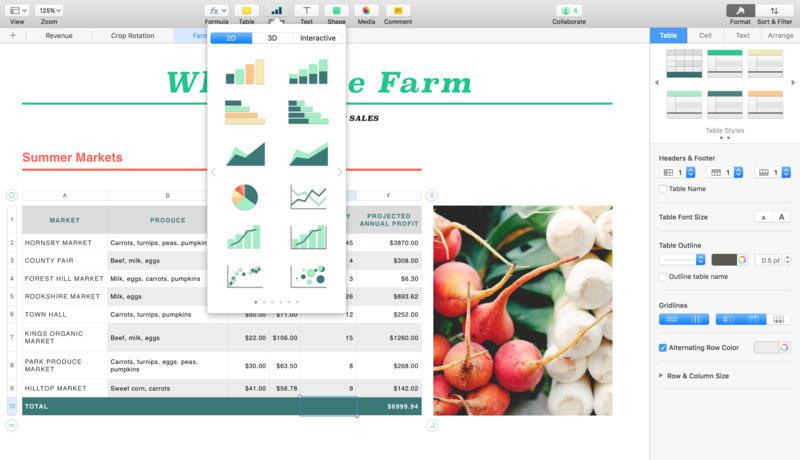 125%
View
Zoom
Formula
Table
Text
Shape
Media
Comment
4
Collaborate
Format
Sort & Filter
Revenue
Crop Rotation
2D
3D
Interactive
Table
Cell
Text
Arrange
e Farm
SALES
Summer Markets
A
B
F
MARKET
PRODUCE
Y
PROJECTED
ANNUAL PROFIT
1
2 HORNSBY MARKET Carrots, turnips, peas, pumpkin 45 $3870.00
3 COUNTY FAIR Beef, milk, eggs 4 $308.00
4 FOREST HILL MARKET Milk, eggs, carrots, pumpkins 3 $6.30
5 ROOKSHIRE MARKET Milk, eggs 26 $893.62
6 TOWN HALL Carrots, turnips, pumpkins $50.00 $71.00 12 $252.00
7 KINGS ORGANIC
MARKET Beef, milk, eggs $22.00 $106.00 15 $1260.00
8 PARK PRODUCE
MARKET Carrots, turnips, eggs. peas,
pumpkins $30.00 $63.50 8 $268.00
9 HILLTOP MARKET Sweet corn, carrots $41.00 $56.78 9 $142.02
10 TOTAL $6999.94
Table Styles
Headers & Footer
1 1 1
Table Name
Table Font Size
A A
Table Outline
0.5 pt
Outline table name
Gridlines
Alternating Row Color
Row & Column Size